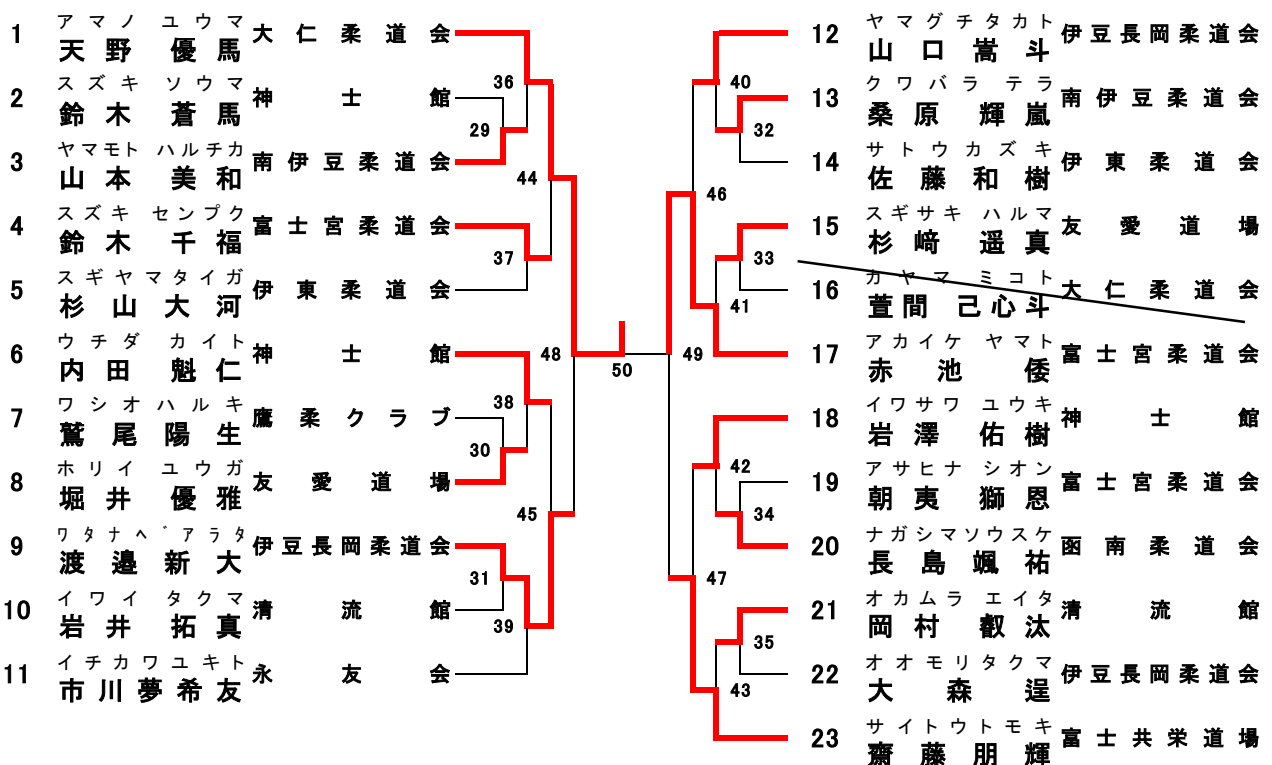 アマノ ユウマ
1 天野 優馬 大仁柔道会
スズキ ソウマ
2 鈴木 蒼馬 神士館
ヤマモト ハルチカ
3 山本 美和 南伊豆柔道会
スズキ センプク
4 鈴木 千福 富士宮柔道会
スギヤマタイガ
5 杉山大河 伊東柔道会
ウチダ カイト
6 内田 魁仁 神士館
ワシオハルキ
7 鷲尾陽生 鷹柔クラブ
ホリイ ユウガ
8 堀井 優雅 友愛道場
ワタナベアラタ
9 渡邉新大 伊豆長岡柔道会
イワイ タクマ
10 岩井 拓真 清流館
イチカワユキト
11 市川夢希友 永友会
36
29
44
37
48
38
30
45
31
39
50
40
32
46
33
41
49
42
34
47
35
43
ヤマグチタカト
12 山口嵩斗 伊豆長岡柔道会
クワバラ テラ
13 桑原 輝嵐 南伊豆柔道会
サトウカズキ
14 佐藤和樹 伊東柔道会
スギサキ ハルマ
15 杉﨑 遥真 友愛道場
カヤマ ミコト
16 萱間 己心斗 大仁柔道会
アカイケ ヤマト
17 赤池 倭 富士宮柔道会
イワサワ ユウキ
18 岩澤 佑樹 神士館
アサヒナ シオン
19 朝夷 獅恩 富士宮柔道会
ナガシマソウスケ
20 長島颯祐 函南柔道会
オカムラ エイタ
21 岡村 叡汰 清流館
オオモリタクマ
22 大森逞 伊豆長岡柔道会
サイトウトモキ
23 齋藤朋輝 富士共栄道場